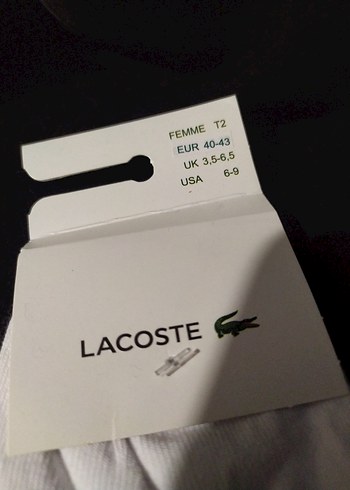 FEMME T2
EUR 40-43
UK 3,5-6,5
USA 6-9
LACOSTE